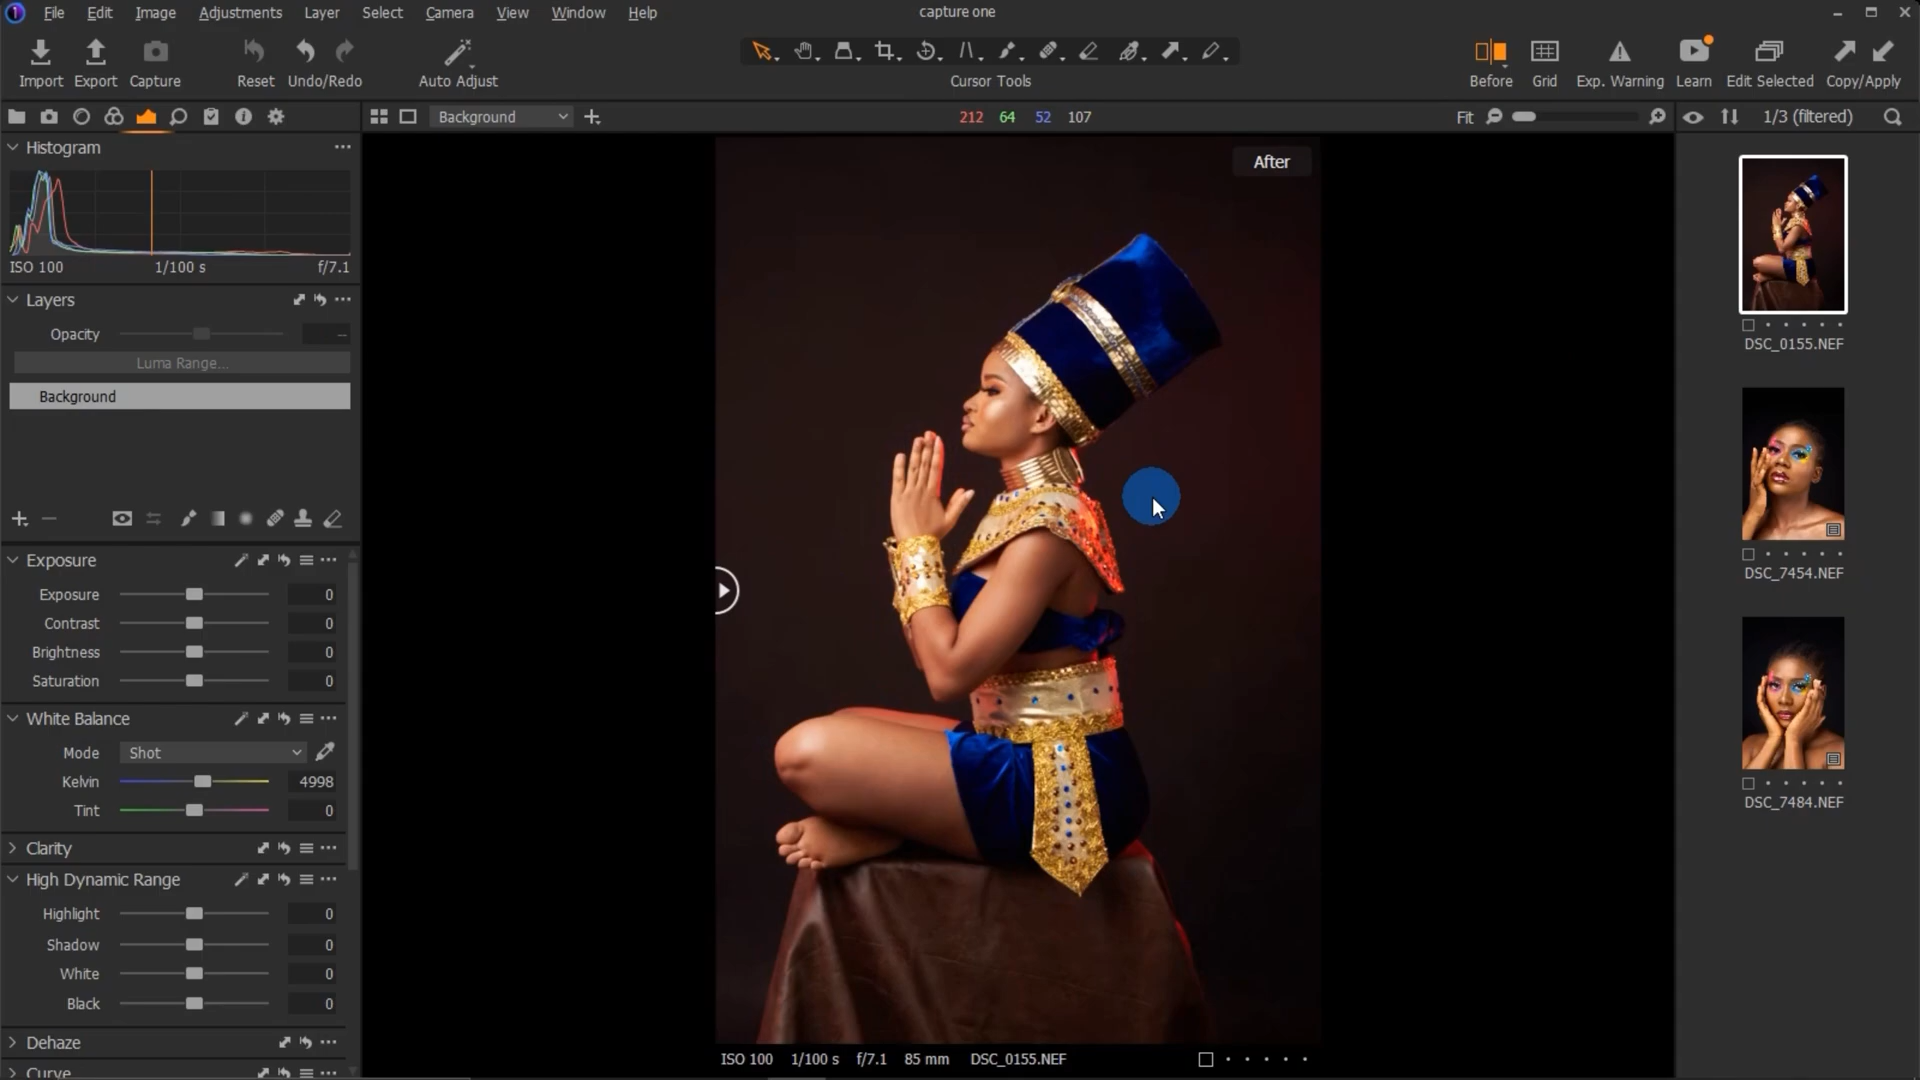 File Edit Image Adjustments Layer Select Camera View Window Help
capture one
Import Export Capture Reset Undo/Redo Auto Adjust
Cursor Tools
Before Grid Exp. Warning Learn Edit Selected Copy/Apply
Background
212 64 52 107
Fit
1/3 (filtered)
Histogram
ISO 100 1/100 s f/7.1
Layers
Opacity
Luma Range...
Background
Exposure
Exposure 0
Contrast 0
Brightness 0
Saturation 0
White Balance
Mode Shot
Kelvin 4998
Tint 0
Clarity
High Dynamic Range
Highlight 0
Shadow 0
White 0
Black 0
Dehaze
Curve
After
ISO 100 1/100 s f/7.1 85 mm DSC_0155.NEF
DSC_0155.NEF
DSC_7454.NEF
DSC_7484.NEF